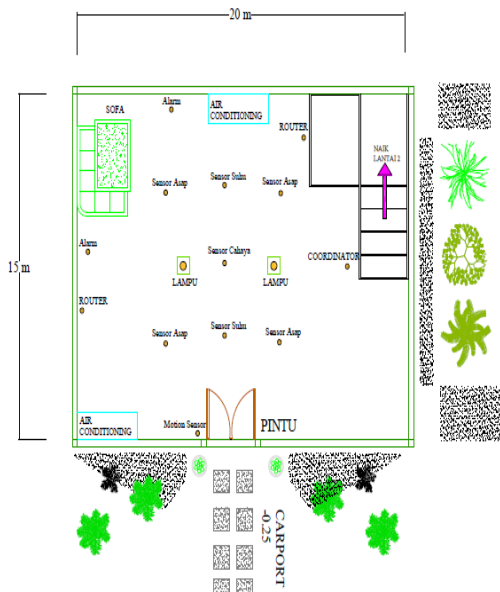 20 m
Alarm
AIR
CONDITIONING
SOFA
ROUTER
NAIK
LANTAI 2
Sensor Asap
Sensor Suhu
Sensor Asap
Alarm
Sensor Cahaya
15 m
COORDINATOR
LAMPU
LAMPU
ROUTER
Sensor Asap
Sensor Suhu
Sensor Asap
AIR
CONDITIONING
Motion Sensor
PINTU
CARPORT
-0.25